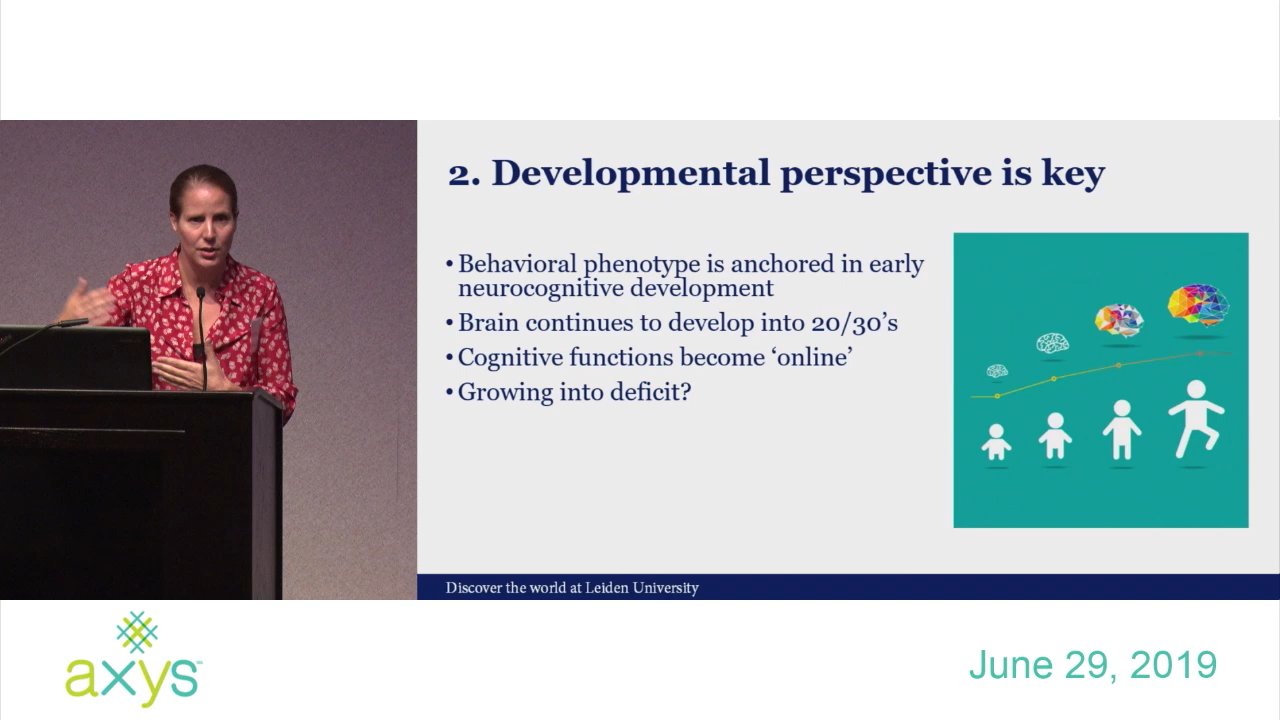 2. Developmental perspective is key
• Behavioral phenotype is anchored in early
neurocognitive development
• Brain continues to develop into 20/30's
• Cognitive functions become ‘online’
• Growing into deficit?
Discover the world at Leiden University
axys™
June 29, 2019